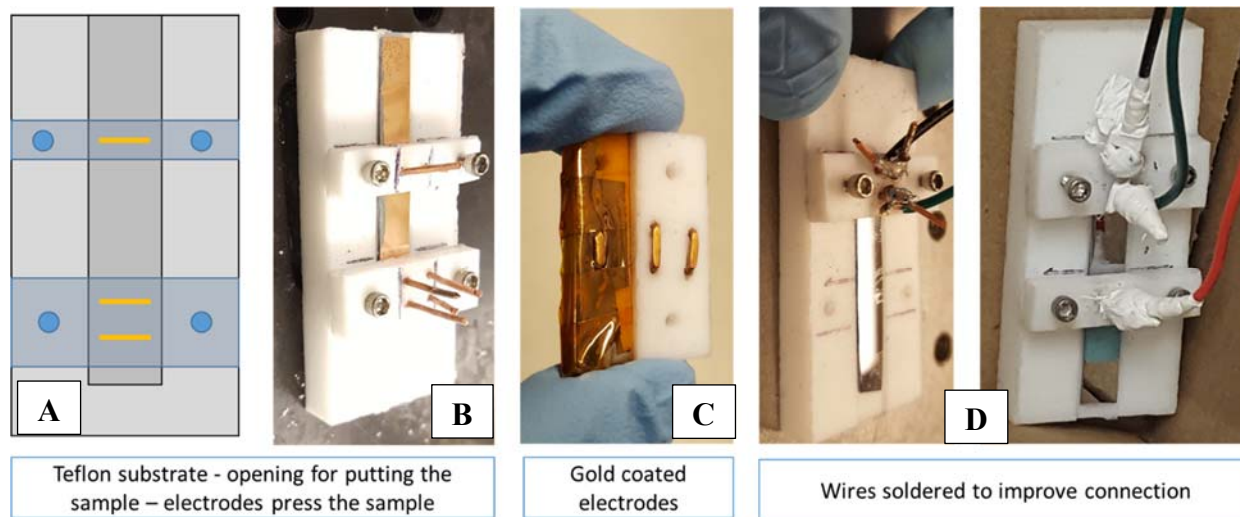 A
B
C
D
Teflon substrate - opening for putting the
sample – electrodes press the sample
Gold coated
electrodes
Wires soldered to improve connection